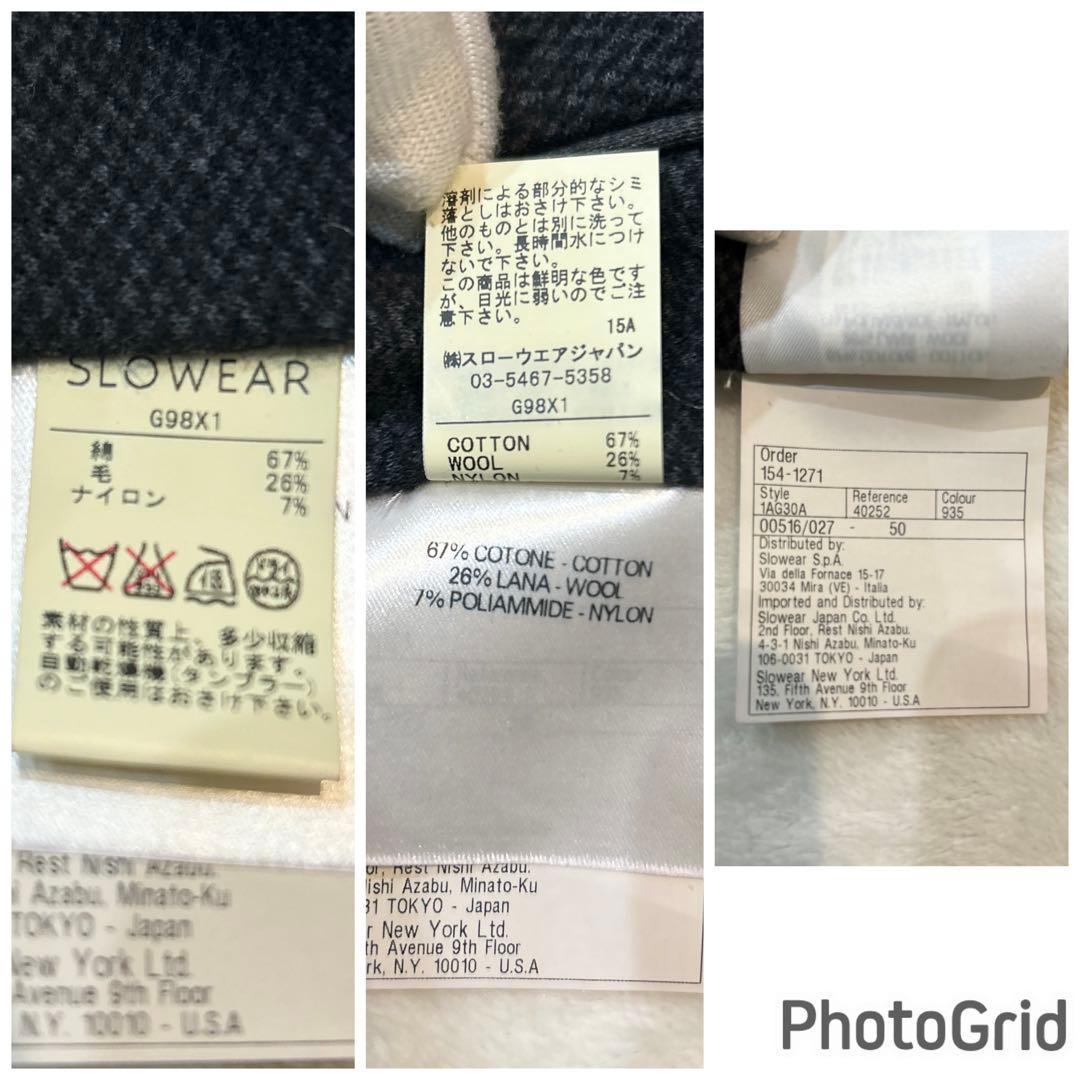 SLOWEAR
G98X1
綿 67%
毛 26%
ナイロン 7%
ドライ
素材の性質上、多少収縮
する可能性があります。
自動乾燥機(タンブラー)
のご使用はおさけ下さい。
Rest Nishi Azabu.
i Azabu, Minato-Ku
TOKYO - Japan
New York Ltd.
Avenue 9th Floor
N.Y. 10010 - U.S.A
溶剤による部分的なシミ
落としはおさけ下さい。
他のものとは別に洗って
下さい。長時間水につけ
ないで下さい。
この商品は鮮明な色です
が、日光に弱いのでご注
意下さい。
15A
㈱スローウエアジャパン
03-5467-5358
G98X1
COTTON 67%
WOOL 26%
NYLON 7%
67% COTONE - COTTON
26% LANA - WOOL
7% POLIAMMIDE - NYLON
or, Rest Nishi Azabu.
ishi Azabu, Minato-Ku
31 TOKYO - Japan
r New York Ltd.
th Avenue 9th Floor
rk, N.Y. 10010 - U.S.A
Order
154-1271
Style Reference Colour
1AG30A 40252 935
00516/027 - 50
Distributed by:
Slowear S.p.A.
Via della Fornace 15-17
30034 Mira (VE) - Italia
Imported and Distributed by:
Slowear Japan Co. Ltd.
2nd Floor, Rest Nishi Azabu.
4-3-1 Nishi Azabu, Minato-Ku
106-0031 TOKYO - Japan
Slowear New York Ltd.
135, Fifth Avenue 9th Floor
New York, N.Y. 10010 - U.S.A
PhotoGrid